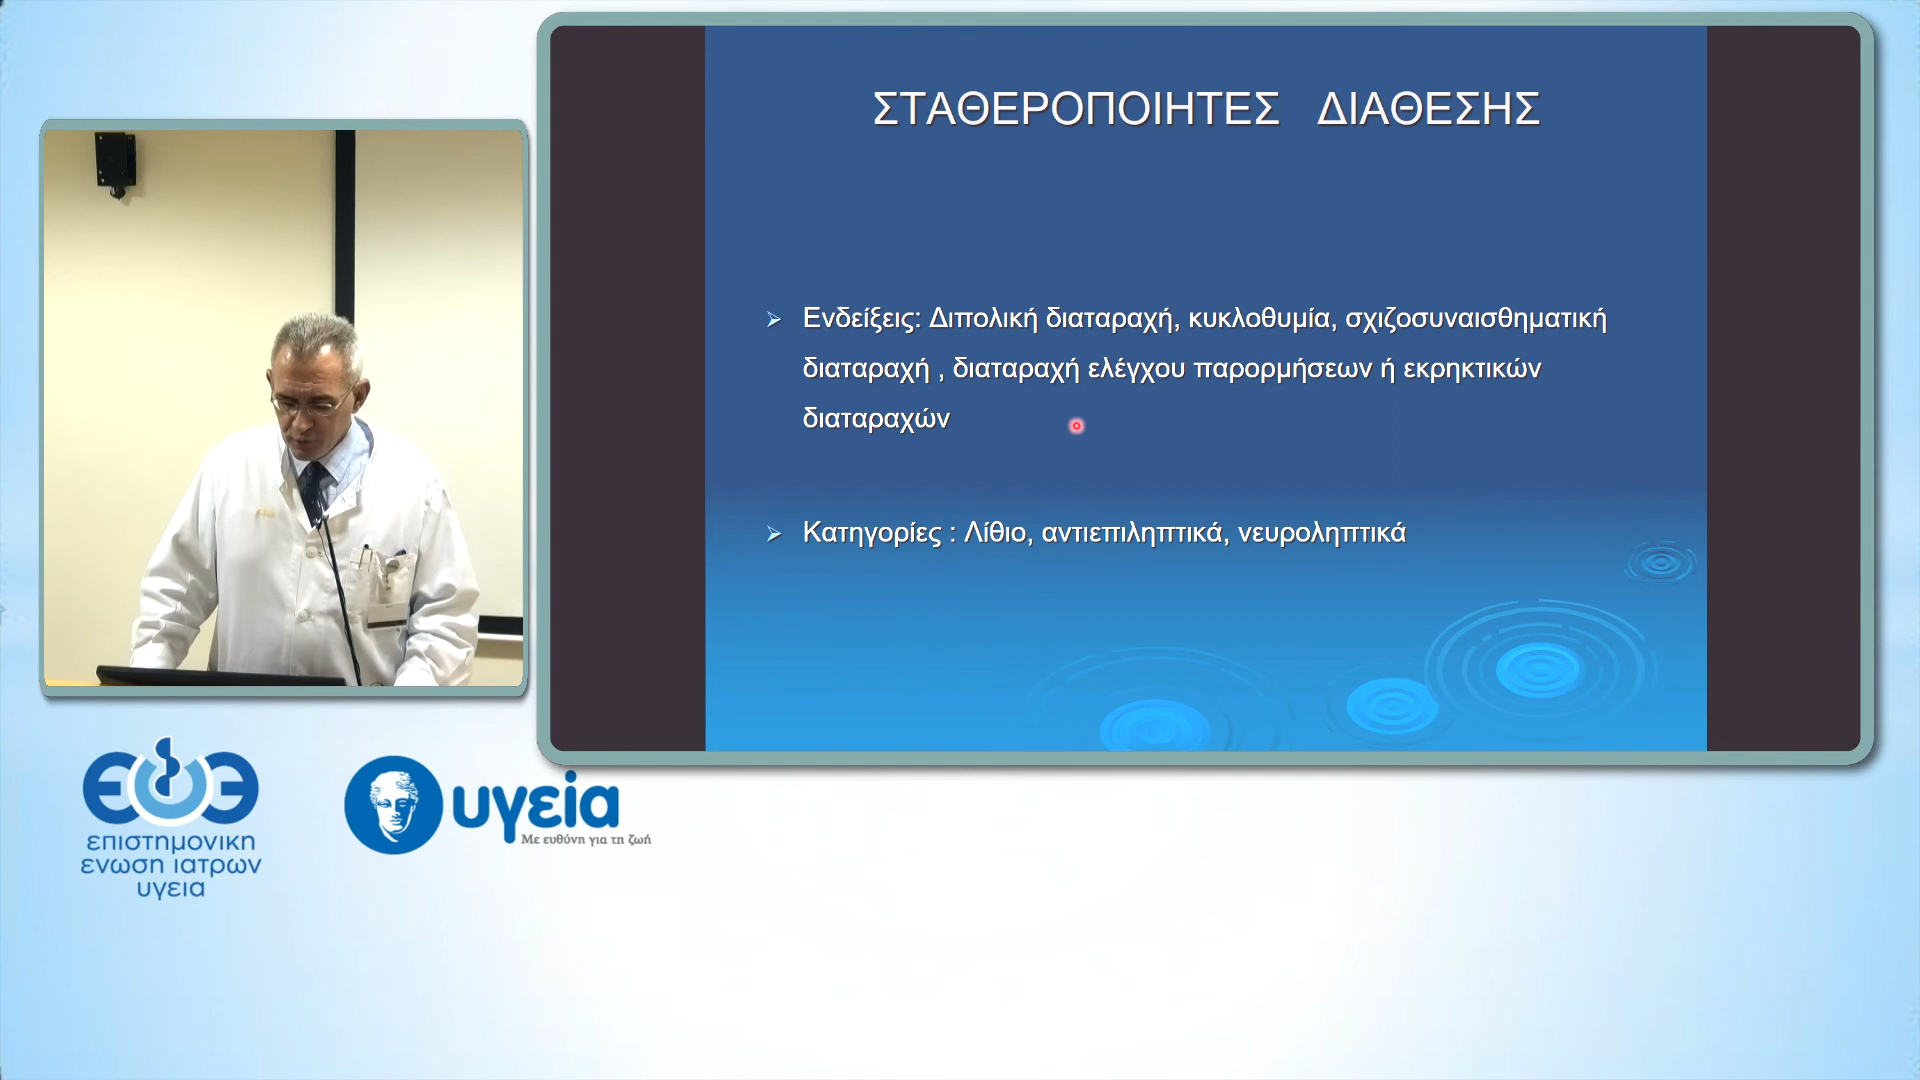 ΣΤΑΘΕΡΟΠΟΙΗΤΕΣ ΔΙΑΘΕΣΗΣ
Ενδείξεις: Διπολική διαταραχή, κυκλοθυμία, σχιζοσυναισθηματική
διαταραχή , διαταραχή ελέγχου παρορμήσεων ή εκρηκτικών
διαταραχών
Κατηγορίες : Λίθιο, αντιεπιληπτικά, νευροληπτικά
επιστημονικη
ενωση ιατρων
υγεια
υγεία
Με ευθύνη για τη ζωή